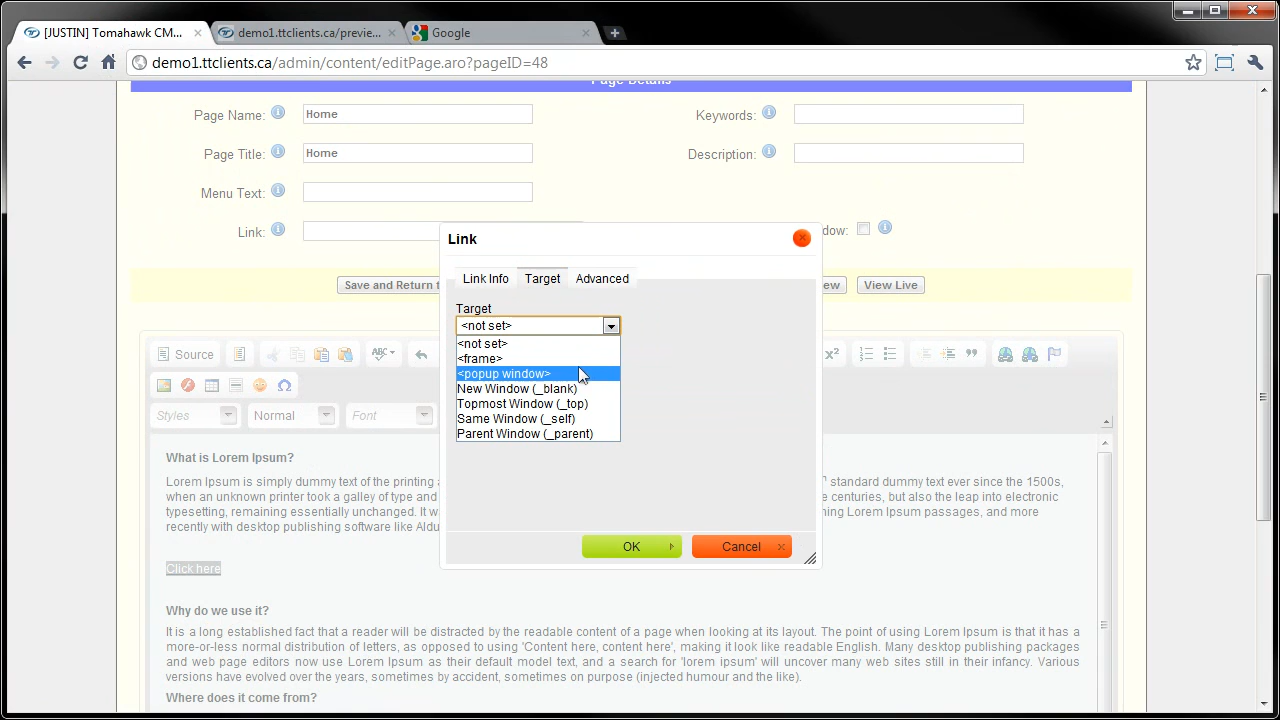 [JUSTIN] Tomahawk CM...
demo1.ttclients.ca/previe...
Google
demo1.ttclients.ca/admin/content/editPage.aro?pageID=48
Page Details
Page Name:
Home
Keywords:
Page Title:
Home
Description:
Menu Text:
Link:
dow:
Save and Return t
ew
View Live
Link
Link Info
Target
Advanced
Target
<not set>
<not set>
<frame>
<popup window>
New Window (_blank)
Topmost Window (_top)
Same Window (_self)
Parent Window (_parent)
OK
Cancel
Source
ABC
Styles
Normal
Font
What is Lorem Ipsum?
Lorem Ipsum is simply dummy text of the printing a
standard dummy text ever since the 1500s,
when an unknown printer took a galley of type and
e centuries, but also the leap into electronic
typesetting, remaining essentially unchanged. It w
ning Lorem Ipsum passages, and more
recently with desktop publishing software like Aldu
Click here
Why do we use it?
It is a long established fact that a reader will be distracted by the readable content of a page when looking at its layout. The point of using Lorem Ipsum is that it has a
more-or-less normal distribution of letters, as opposed to using 'Content here, content here', making it look like readable English. Many desktop publishing packages
and web page editors now use Lorem Ipsum as their default model text, and a search for 'lorem ipsum' will uncover many web sites still in their infancy. Various
versions have evolved over the years, sometimes by accident, sometimes on purpose (injected humour and the like).
Where does it come from?